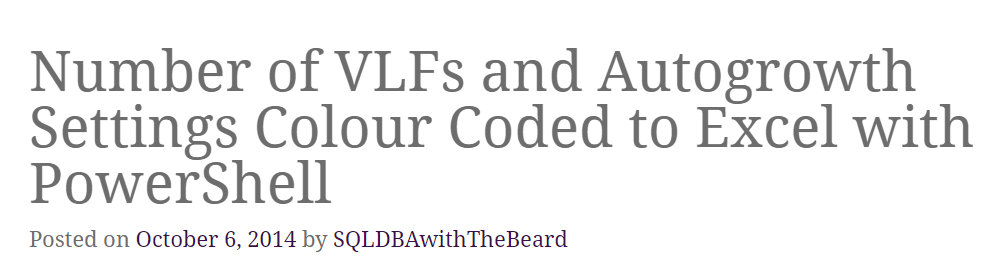 Number of VLFs and Autogrowth
Settings Colour Coded to Excel with
PowerShell
Posted on October 6, 2014 by SQLDBAwithTheBeard